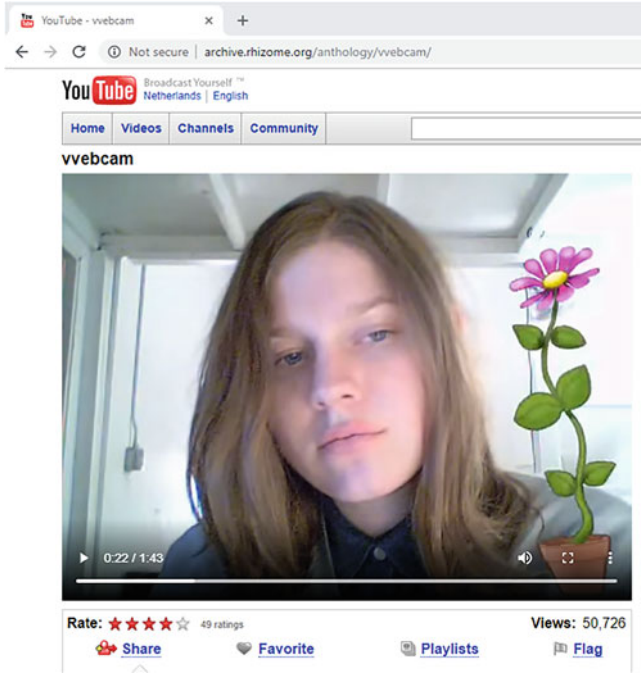 YouTube - vvebcam
Not secure | archive.rhizome.org/anthology/vvebcam/
You Tube Broadcast Yourself ™
Netherlands | English
Home Videos Channels Community
vvebcam
0:22 / 1:43
Rate: 49 ratings Views: 50,726
Share Favorite Playlists Flag